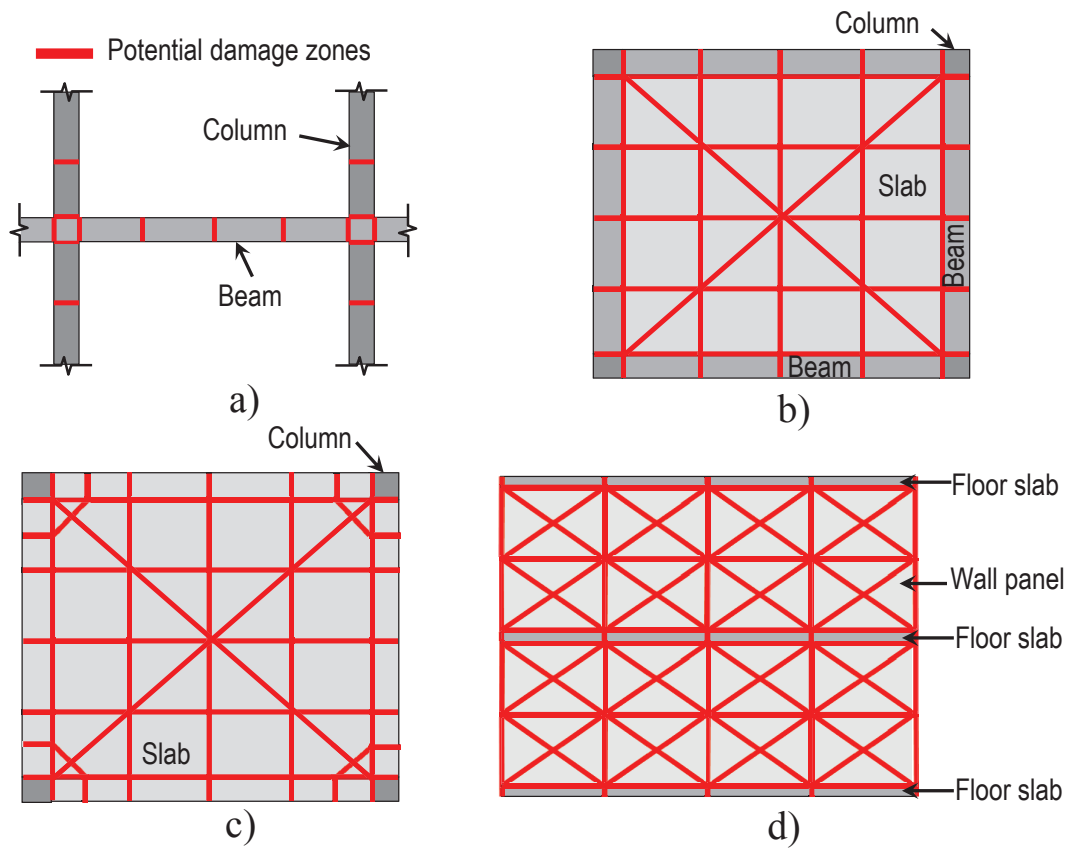 Potential damage zones
Column
Beam
a)
Column
Slab
Beam
Beam
b)
Column
Slab
c)
Floor slab
Wall panel
Floor slab
Floor slab
d)